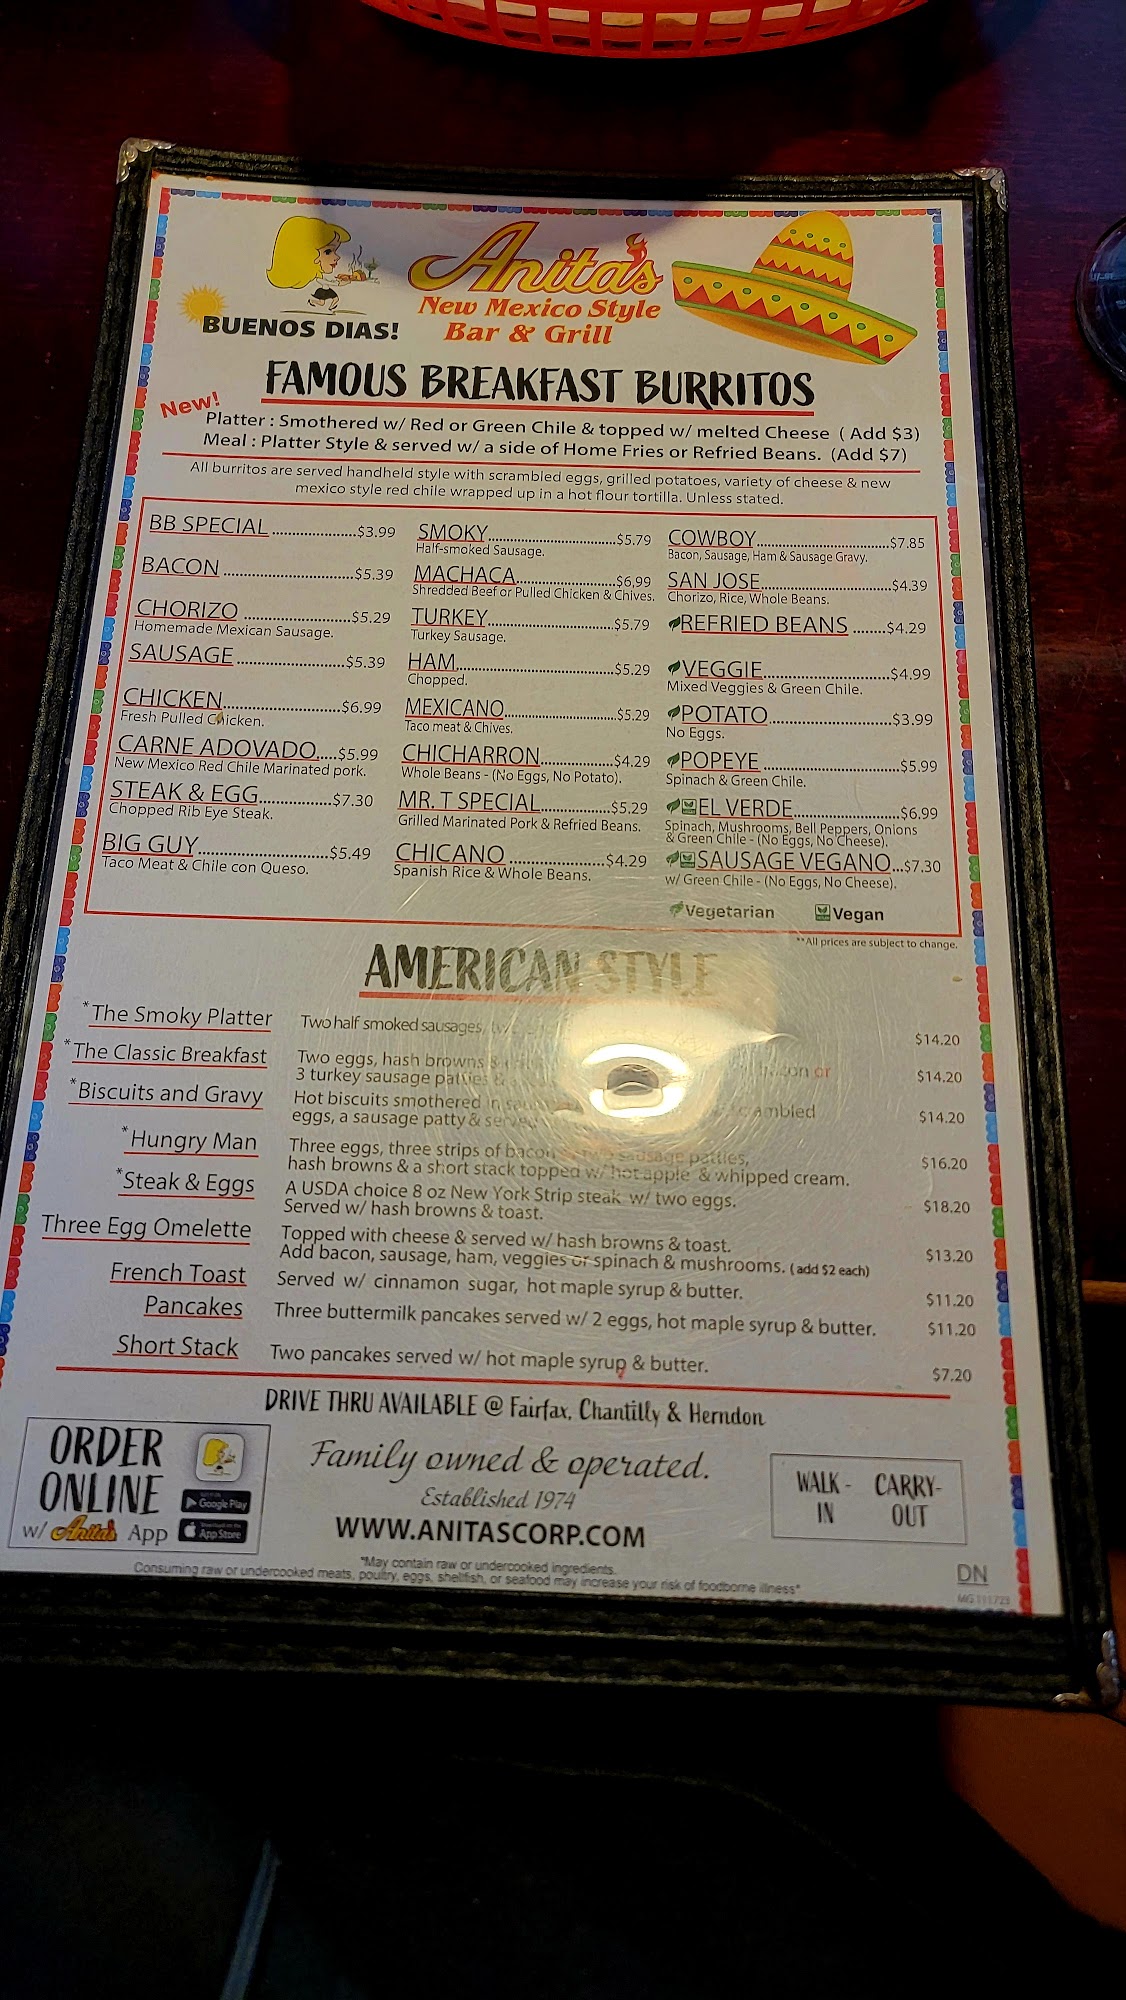 BUENOS DIAS!
Anita's
New Mexico Style
Bar & Grill
FAMOUS BREAKFAST BURRITOS
New!
Platter : Smothered w/ Red or Green Chile & topped w/ melted Cheese ( Add $3)
Meal : Platter Style & served w/ a side of Home Fries or Refried Beans. (Add $7)
All burritos are served handheld style with scrambled eggs, grilled potatoes, variety of cheese & new
mexico style red chile wrapped up in a hot flour tortilla. Unless stated.
BB SPECIAL....................$3.99
BACON..............................$5.39
CHORIZO.........................$5.29
Homemade Mexican Sausage.
SAUSAGE.........................$5.39
CHICKEN...........................$6.99
Fresh Pulled Chicken.
CARNE ADOVADO....$5.99
New Mexico Red Chile Marinated pork.
STEAK & EGG................$7.30
Chopped Rib Eye Steak.
BIG GUY.............................$5.49
Taco Meat & Chile con Queso.
SMOKY.............................$5.79
Half-smoked Sausage.
MACHACA.......................$6,99
Shredded Beef or Pulled Chicken & Chives.
TURKEY.............................$5.79
Turkey Sausage.
HAM...................................$5.29
Chopped.
MEXICANO.........................$5.29
Taco meat & Chives.
CHICHARRON.................$4.29
Whole Beans - (No Eggs, No Potato).
MR. T SPECIAL................$5.29
Grilled Marinated Pork & Refried Beans.
CHICANO.......................$4.29
Spanish Rice & Whole Beans.
COWBOY...............................$7.85
Bacon, Sausage, Ham & Sausage Gravy.
SAN JOSE..............................$4.39
Chorizo, Rice, Whole Beans.
REFRIED BEANS........$4.29
VEGGIE.............................$4.99
Mixed Veggies & Green Chile.
POTATO...........................$3.99
No Eggs.
POPEYE..............................$5.99
Spinach & Green Chile.
EL VERDE........................$6.99
Spinach, Mushrooms, Bell Peppers, Onions
& Green Chile - (No Eggs, No Cheese).
SAUSAGE VEGANO...$7.30
w/ Green Chile - (No Eggs, No Cheese).
Vegetarian Vegan
**All prices are subject to change.
AMERICAN STYLE
*The Smoky Platter Two half smoked sausages, $14.20
*The Classic Breakfast Two eggs, hash browns & bacon or
3 turkey sausage patties & $14.20
*Biscuits and Gravy Hot biscuits smothered in scrambled
eggs, a sausage patty & served $14.20
*Hungry Man Three eggs, three strips of bacon sausage patties,
hash browns & a short stack topped w/ hot apple & whipped cream. $16.20
*Steak & Eggs A USDA choice 8 oz New York Strip steak w/ two eggs.
Served w/ hash browns & toast. $18.20
Three Egg Omelette Topped with cheese & served w/ hash browns & toast.
Add bacon, sausage, ham, veggies or spinach & mushrooms. (add $2 each) $13.20
French Toast Served w/ cinnamon sugar, hot maple syrup & butter. $11.20
Pancakes Three buttermilk pancakes served w/ 2 eggs, hot maple syrup & butter. $11.20
Short Stack Two pancakes served w/ hot maple syrup & butter. $7.20
DRIVE THRU AVAILABLE @ Fairfax, Chantilly & Herndon
ORDER
ONLINE
w/ Anita's App
Google Play
App Store
Family owned & operated.
Established 1974
WWW.ANITASCORP.COM
WALK-
IN
CARRY-
OUT
*May contain raw or undercooked ingredients.
Consuming raw or undercooked meats, poultry, eggs, shellfish, or seafood may increase your risk of foodborne illness*
DN
MG 111723